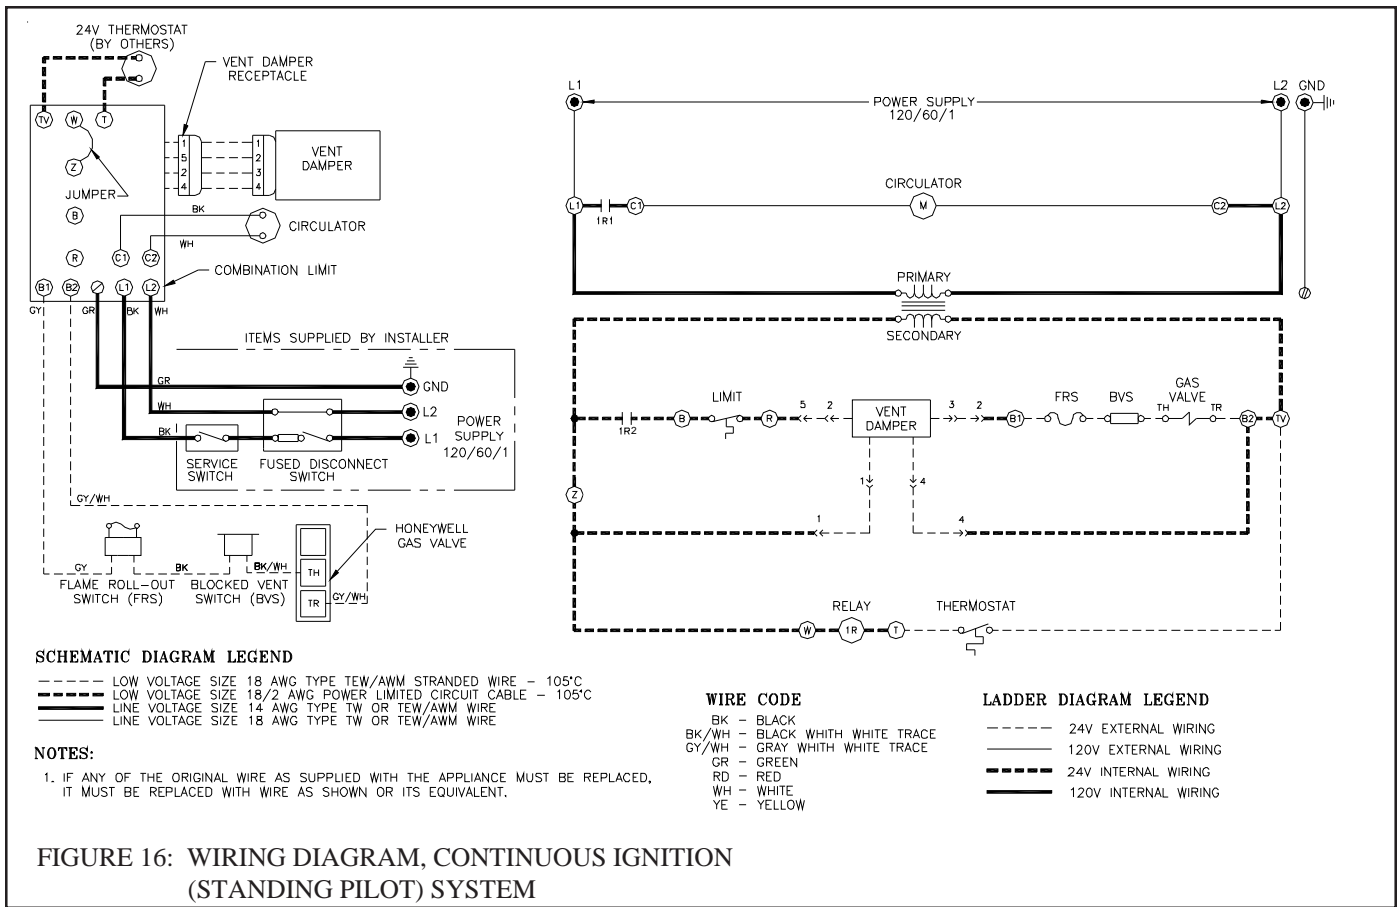 24V THERMOSTAT
(BY OTHERS)
VENT DAMPER
RECEPTACLE
TV
W
T
Z
JUMPER
B
R
C1
C2
B1
B2
L1
L2
1
5
2
4
1
2
3
4
VENT
DAMPER
BK
WH
CIRCULATOR
COMBINATION LIMIT
GY
GR
BK
WH
ITEMS SUPPLIED BY INSTALLER
GR
GND
WH
L2
BK
L1
POWER
SUPPLY
120/60/1
SERVICE
SWITCH
FUSED DISCONNECT
SWITCH
GY/WH
HONEYWELL
GAS VALVE
GY
BK
BK/WH
TH
TR
GY/WH
FLAME ROLL-OUT
SWITCH (FRS)
BLOCKED VENT
SWITCH (BVS)
L1
POWER SUPPLY
120/60/1
L2
GND
CIRCULATOR
L1
1R1
C1
M
C2
L2
PRIMARY
SECONDARY
LIMIT
VENT
DAMPER
FRS
BVS
GAS
VALVE
TH
TR
1R2
B
R
5
2
3
2
B1
B2
TV
1
4
Z
1
4
RELAY
THERMOSTAT
W
1R
T
SCHEMATIC DIAGRAM LEGEND
LOW VOLTAGE SIZE 18 AWG TYPE TEW/AWM STRANDED WIRE - 105°C
LOW VOLTAGE SIZE 18/2 AWG POWER LIMITED CIRCUIT CABLE - 105°C
LINE VOLTAGE SIZE 14 AWG TYPE TW OR TEW/AWM WIRE
LINE VOLTAGE SIZE 18 AWG TYPE TW OR TEW/AWM WIRE
NOTES:
1. IF ANY OF THE ORIGINAL WIRE AS SUPPLIED WITH THE APPLIANCE MUST BE REPLACED,
IT MUST BE REPLACED WITH WIRE AS SHOWN OR ITS EQUIVALENT.
WIRE CODE
BK - BLACK
BK/WH - BLACK WHITH WHITE TRACE
GY/WH - GRAY WHITH WHITE TRACE
GR - GREEN
RD - RED
WH - WHITE
YE - YELLOW
LADDER DIAGRAM LEGEND
24V EXTERNAL WIRING
120V EXTERNAL WIRING
24V INTERNAL WIRING
120V INTERNAL WIRING
FIGURE 16: WIRING DIAGRAM, CONTINUOUS IGNITION
(STANDING PILOT) SYSTEM